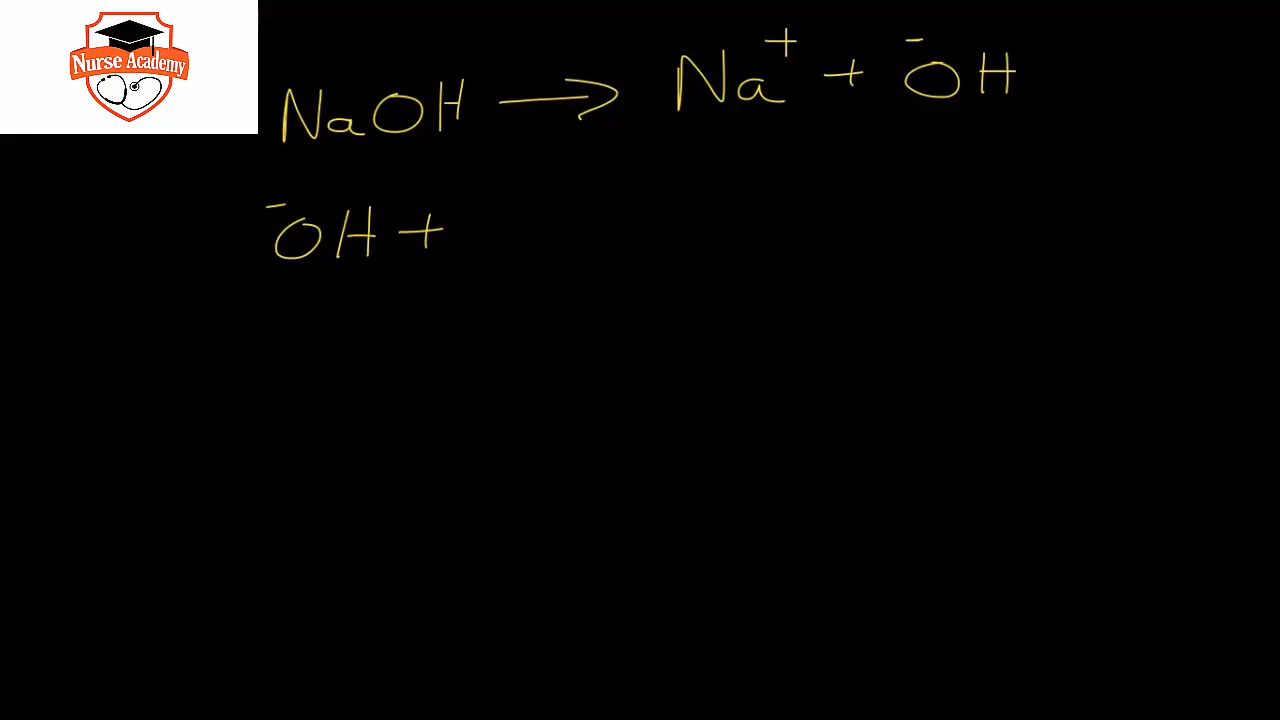 Nurse Academy
NaOH → Na⁺ + ⁻OH
⁻OH +